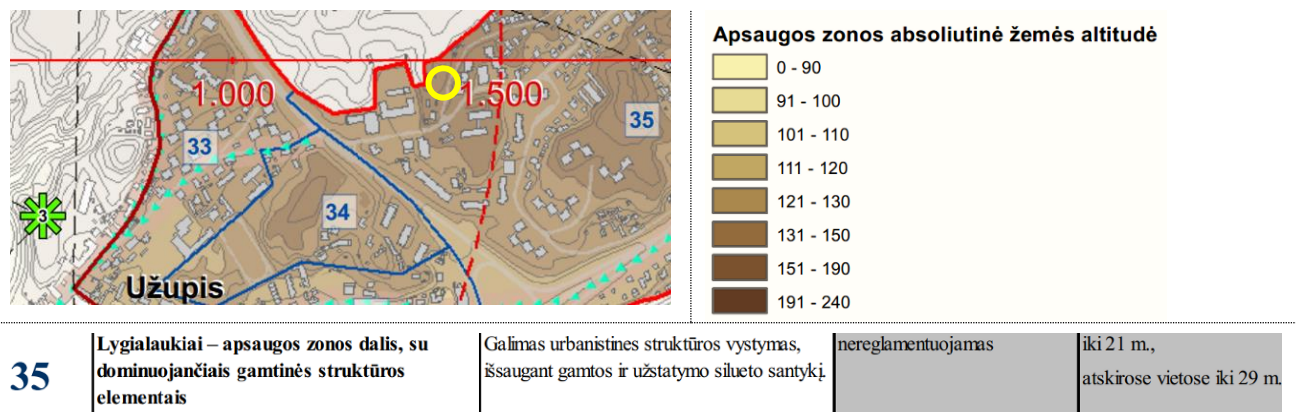 1.000
1.500
33
35
3
34
Užupis
Apsaugos zonos absoliutinė žemės altitudė
0 - 90
91 - 100
101 - 110
111 - 120
121 - 130
131 - 150
151 - 190
191 - 240
35
Lygialaukiai – apsaugos zonos dalis, su
dominuojančiais gamtinės struktūros
elementais
Galimas urbanistines struktūros vystymas,
išsaugant gamtos ir užstatymo silueto santykį.
nereglamentuojamas
iki 21 m.,
atskirose vietose iki 29 m.